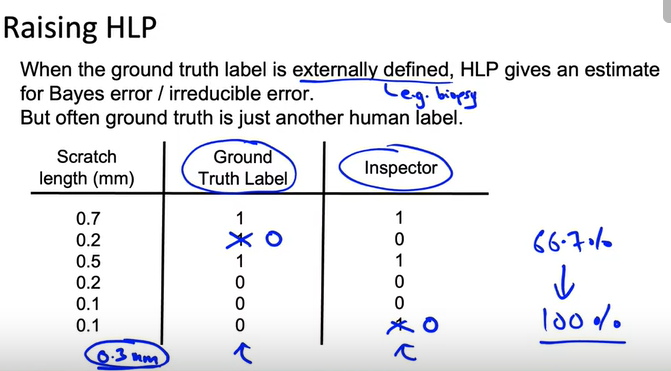 Raising HLP
When the ground truth label is externally defined, HLP gives an estimate
for Bayes error / irreducible error.
e.g. biopsy
But often ground truth is just another human label.
Scratch length (mm) Ground Truth Label Inspector
0.7 1 1
0.2 0 0
0.5 1 1
0.2 0 0
0.1 0 0
0.1 0 0
0.3 mm
66.7%
100%